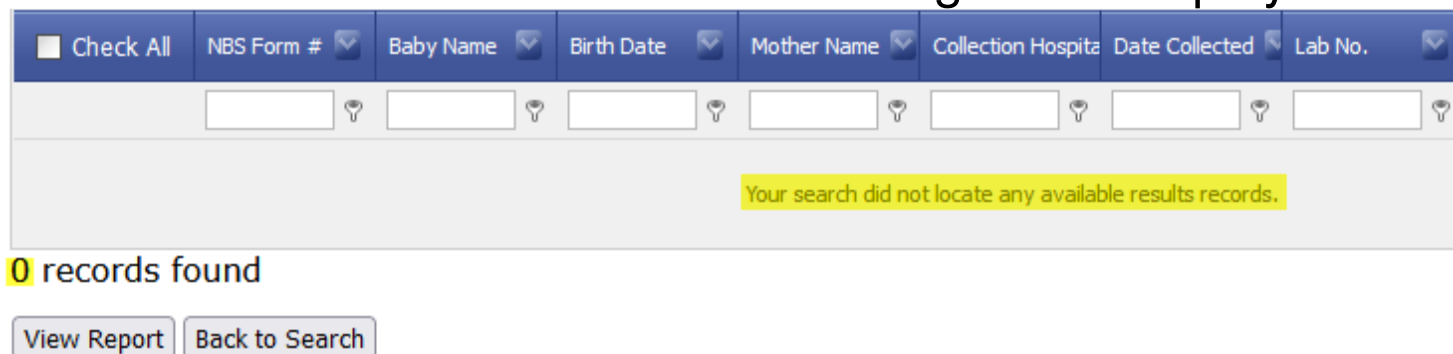 Check All NBS Form # Baby Name Birth Date Mother Name Collection Hospita Date Collected Lab No.
Your search did not locate any available results records.
0 records found
View Report Back to Search